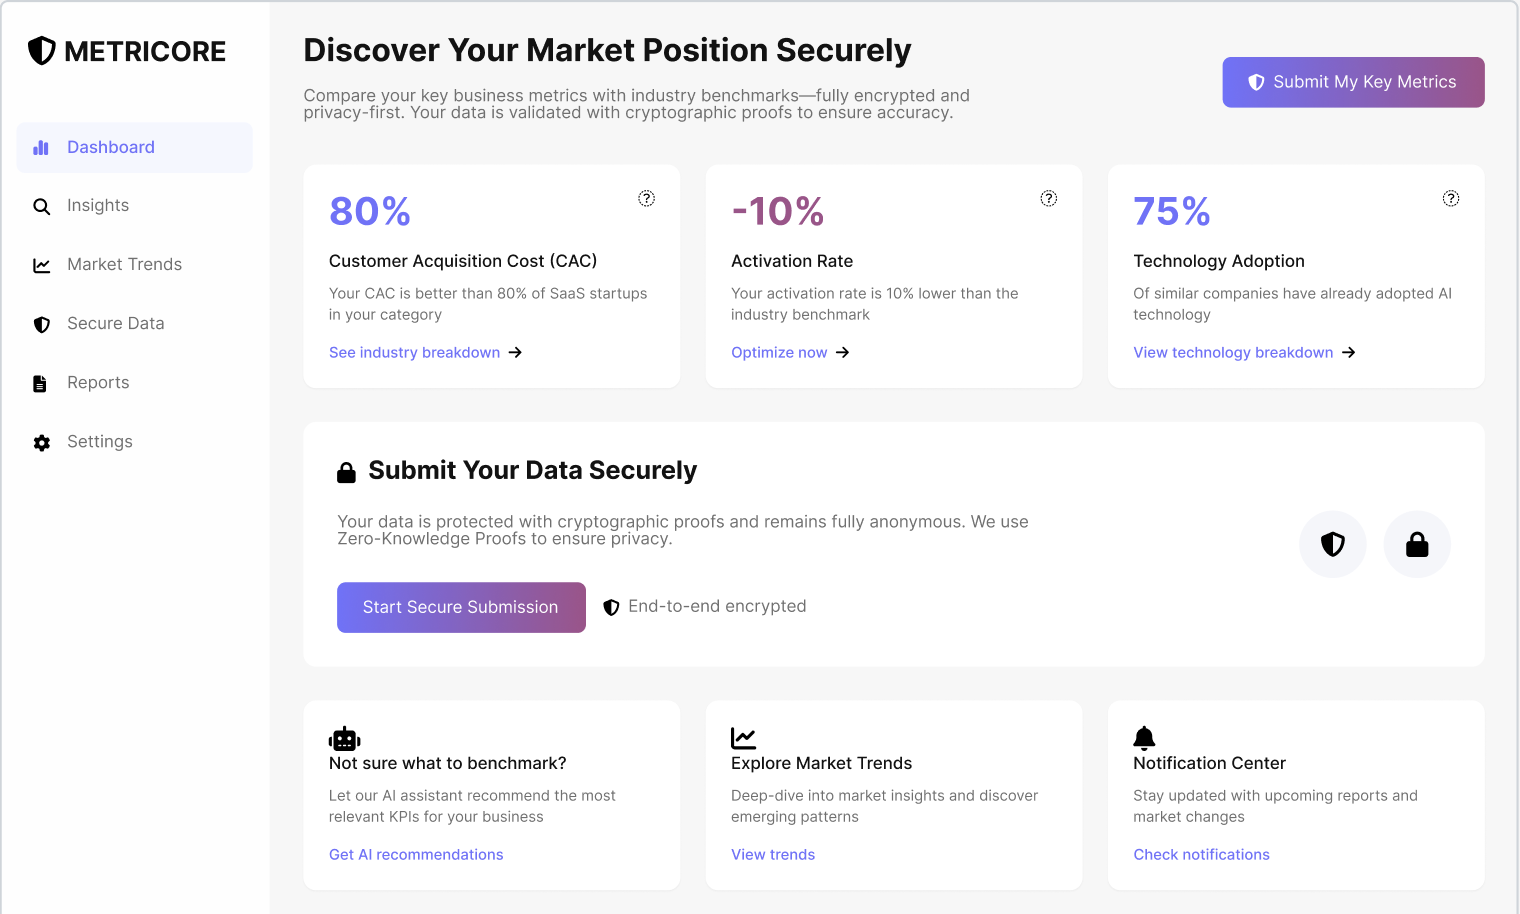 METRICORE
Dashboard
Insights
Market Trends
Secure Data
Reports
Settings
Discover Your Market Position Securely
Compare your key business metrics with industry benchmarks—fully encrypted and
privacy-first. Your data is validated with cryptographic proofs to ensure accuracy.
Submit My Key Metrics
80%
?
Customer Acquisition Cost (CAC)
Your CAC is better than 80% of SaaS startups
in your category
See industry breakdown →
-10%
?
Activation Rate
Your activation rate is 10% lower than the
industry benchmark
Optimize now →
75%
?
Technology Adoption
Of similar companies have already adopted AI
technology
View technology breakdown →
Submit Your Data Securely
Your data is protected with cryptographic proofs and remains fully anonymous. We use
Zero-Knowledge Proofs to ensure privacy.
Start Secure Submission
End-to-end encrypted
Not sure what to benchmark?
Let our AI assistant recommend the most
relevant KPIs for your business
Get AI recommendations
Explore Market Trends
Deep-dive into market insights and discover
emerging patterns
View trends
Notification Center
Stay updated with upcoming reports and
market changes
Check notifications